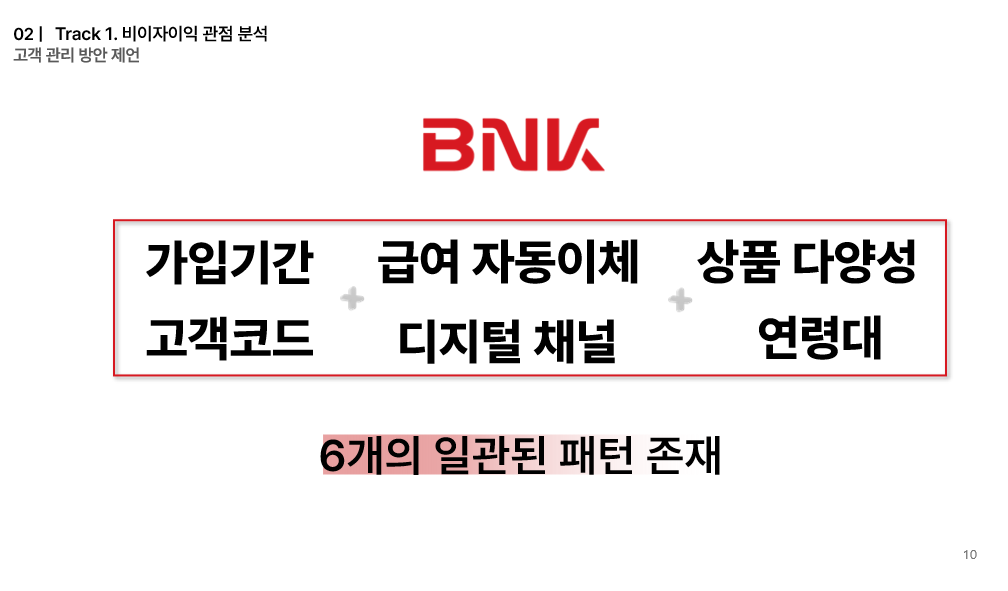 02 | Track 1. 비이자이익 관점 분석
고객 관리 방안 제언
BNK
가입기간
고객코드
급여 자동이체
디지털 채널
상품 다양성
연령대
6개의 일관된 패턴 존재
10